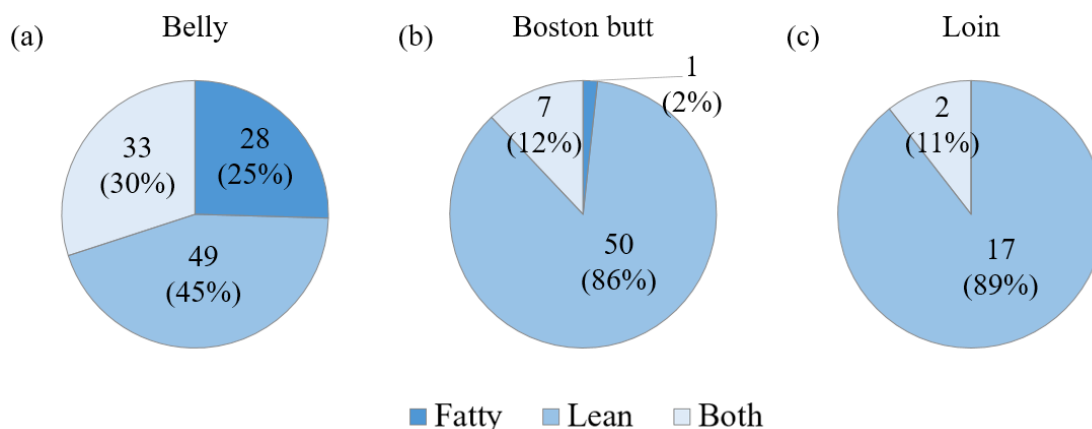 (a)
Belly
33
(30%)
28
(25%)
49
(45%)
(b)
Boston butt
1
(2%)
7
(12%)
50
(86%)
(c)
Loin
2
(11%)
17
(89%)
Fatty Lean Both